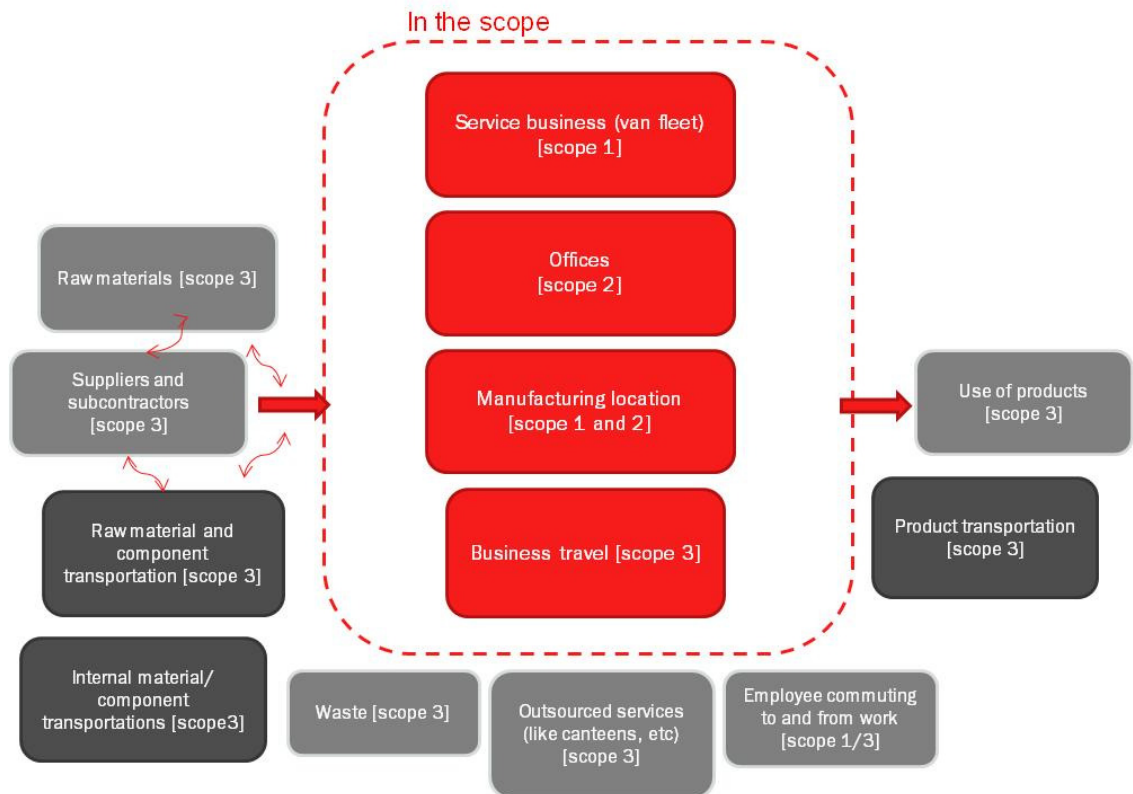 In the scope
Service business (van fleet)
[scope 1]
Offices
[scope 2]
Manufacturing location
[scope 1 and 2]
Business travel [scope 3]
Raw materials [scope 3]
Suppliers and
subcontractors
[scope 3]
Raw material and
component
transportation [scope 3]
Internal material/
component
transportations [scope3]
Waste [scope 3]
Outsourced services
(like canteens, etc)
[scope 3]
Employee commuting
to and from work
[scope 1/3]
Use of products
[scope 3]
Product transportation
[scope 3]